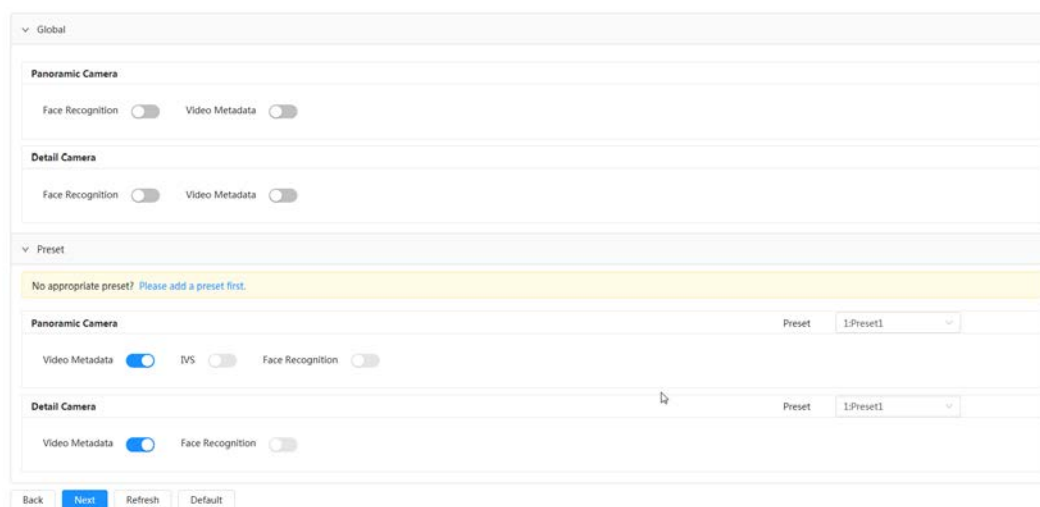 Global
Panoramic Camera
Face Recognition Video Metadata
Detail Camera
Face Recognition Video Metadata
Preset
No appropriate preset? Please add a preset first.
Panoramic Camera Preset 1:Preset1
Video Metadata IVS Face Recognition
Detail Camera Preset 1:Preset1
Video Metadata Face Recognition
Back Next Refresh Default